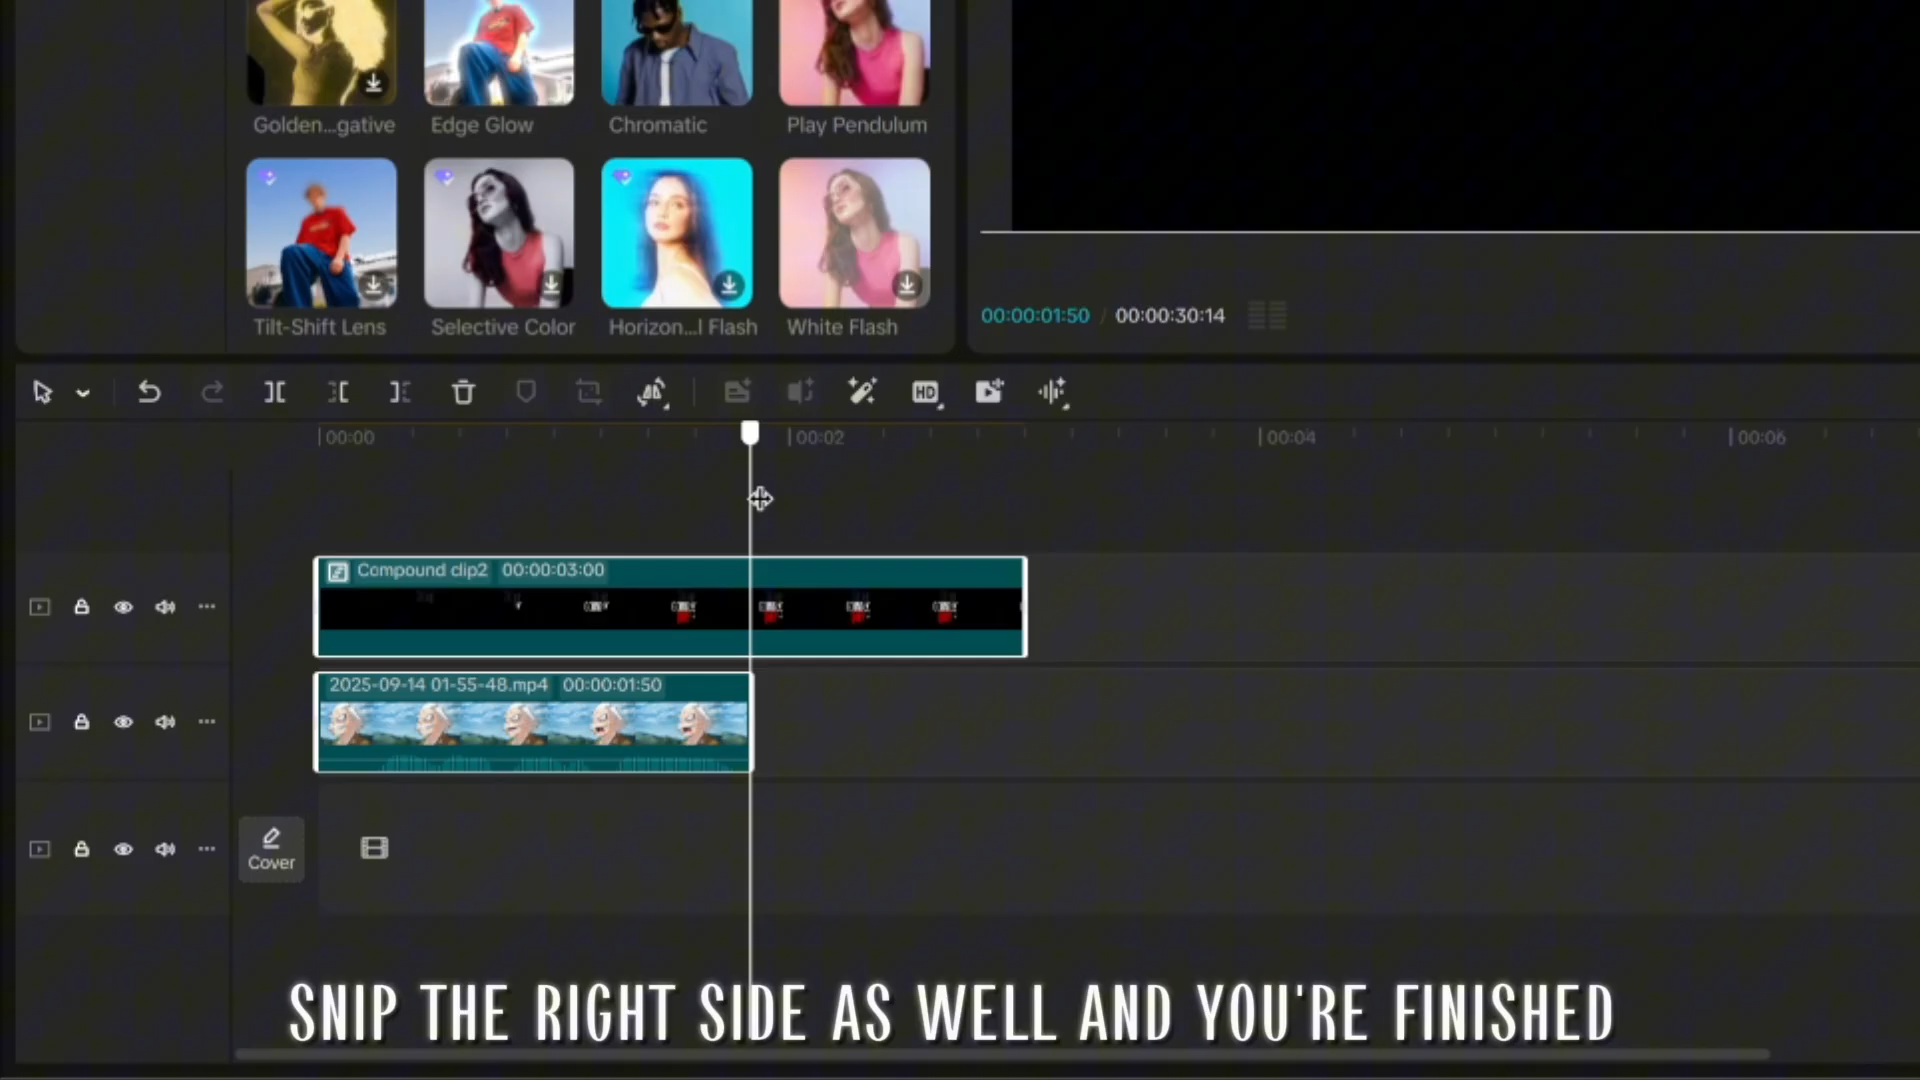 Golden...gative
Edge Glow
Chromatic
Play Pendulum
Tilt-Shift Lens
Selective Color
Horizon...l Flash
White Flash
00:00:01:50 / 00:00:30:14
HD
00:00
00:02
00:04
00:06
Compound clip2 00:00:03:00
2025-09-14 01-55-48.mp4 00:00:01:50
Cover
SNIP THE RIGHT SIDE AS WELL AND YOU'RE FINISHED